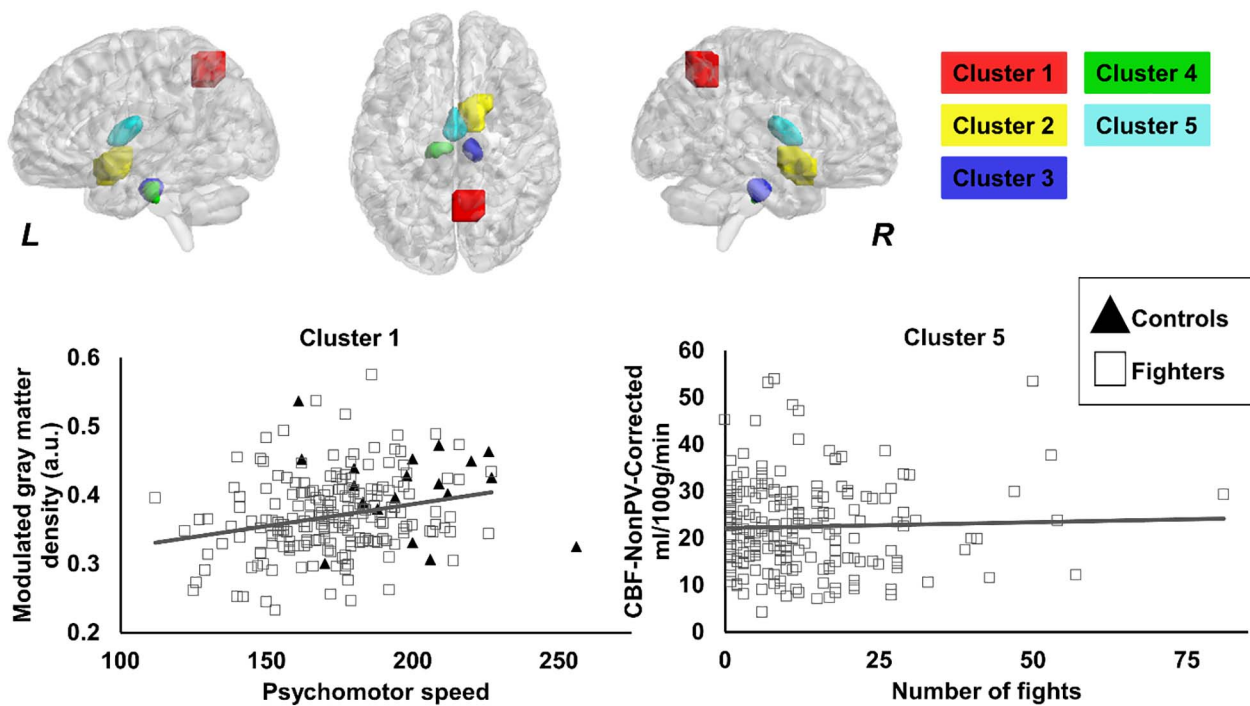 Cluster 1 Cluster 4
Cluster 2 Cluster 5
Cluster 3
L
R
Controls
Fighters
Cluster 1
Modulated gray matter
density (a.u.)
0.6
0.5
0.4
0.3
0.2
100 150 200 250
Psychomotor speed
Cluster 5
CBF-NonPV-Corrected
ml/100g/min
60
50
40
30
20
10
0
0 25 50 75
Number of fights